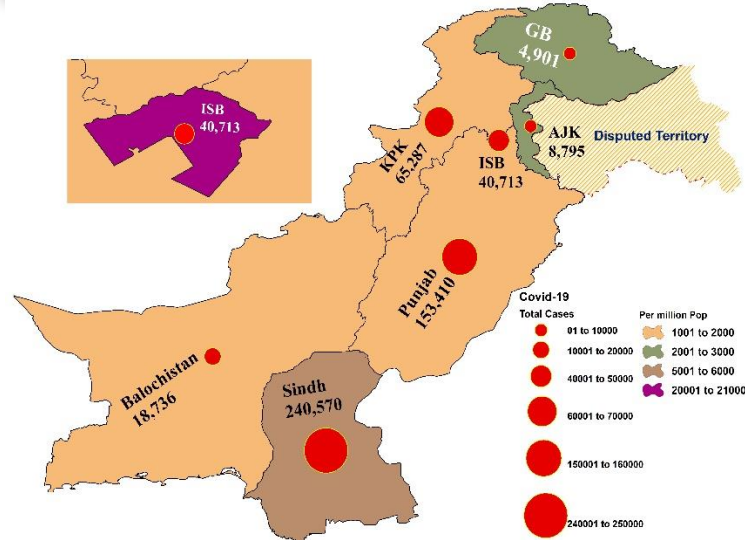 GB
4,901
ISB
40,713
AJK
8,795
Disputed Territory
KPK
65,287
ISB
40,713
Punjab
153,410
Balochistan
18,736
Sindh
240,570
Covid-19
Total Cases
01 to 10000
10001 to 20000
40001 to 50000
60001 to 70000
150001 to 160000
240001 to 250000
Per million Pop
1001 to 2000
2001 to 3000
5001 to 6000
20001 to 21000